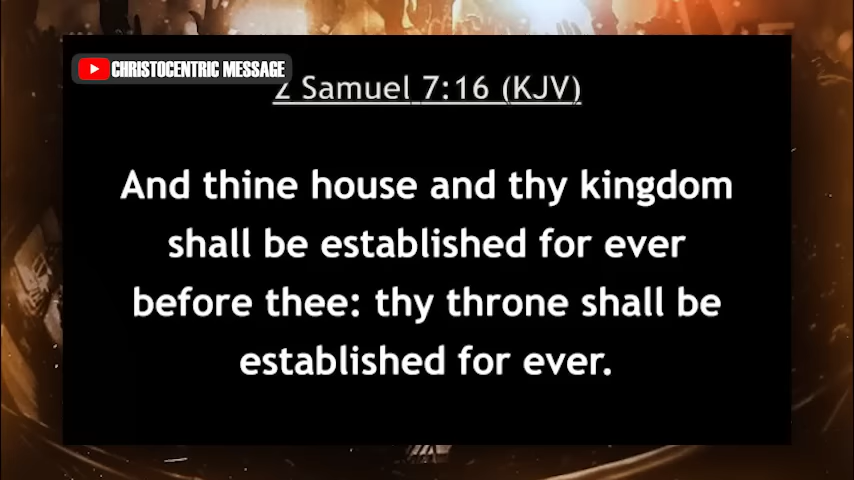 CHRISTOCENTRIC MESSAGE
2 Samuel 7:16 (KJV)
And thine house and thy kingdom
shall be established for ever
before thee: thy throne shall be
established for ever.